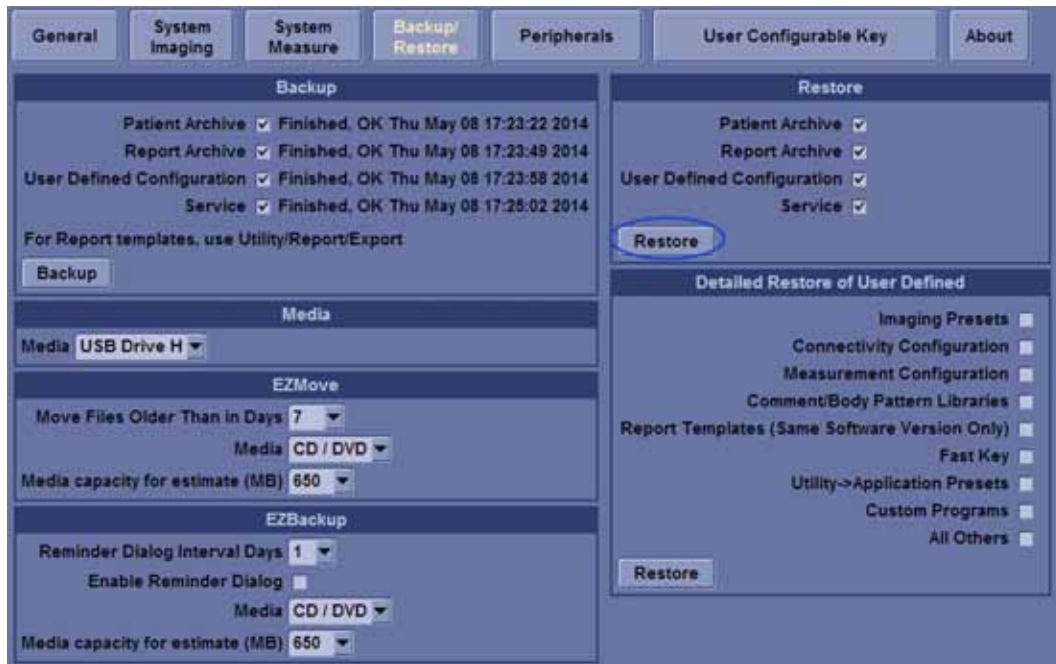 General
System Imaging
System Measure
Backup/ Restore
Peripherals
User Configurable Key
About
Backup
Patient Archive Finished, OK Thu May 08 17:23:22 2014
Report Archive Finished, OK Thu May 08 17:23:49 2014
User Defined Configuration Finished, OK Thu May 08 17:23:58 2014
Service Finished, OK Thu May 08 17:25:02 2014
For Report templates, use Utility/Report/Export
Backup
Media
Media USB Drive H
EZMove
Move Files Older Than in Days 7
Media CD / DVD
Media capacity for estimate (MB) 650
EZBackup
Reminder Dialog Interval Days 1
Enable Reminder Dialog
Media CD / DVD
Media capacity for estimate (MB) 650
Restore
Patient Archive
Report Archive
User Defined Configuration
Service
Restore
Detailed Restore of User Defined
Imaging Presets
Connectivity Configuration
Measurement Configuration
Comment/Body Pattern Libraries
Report Templates (Same Software Version Only)
Fast Key
Utility->Application Presets
Custom Programs
All Others
Restore